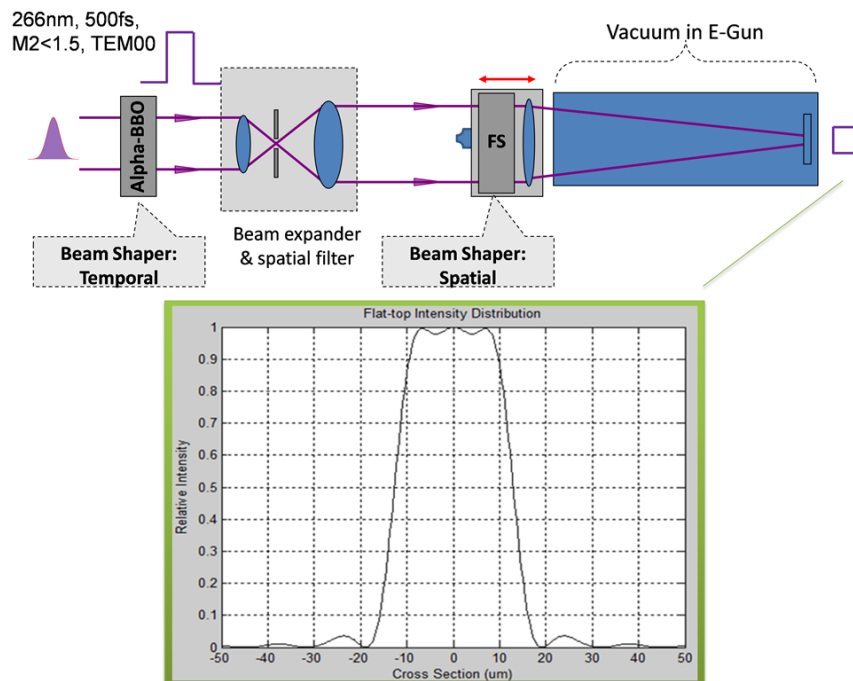 266nm, 500fs,
M2<1.5, TEM00
Vacuum in E-Gun
Alpha-BBO
FS
Beam Shaper:
Temporal
Beam expander
& spatial filter
Beam Shaper:
Spatial
Flat-top Intensity Distribution
Relative Intensity
1
0.9
0.8
0.7
0.6
0.5
0.4
0.3
0.2
0.1
0
-50 -40 -30 -20 -10 0 10 20 30 40 50
Cross Section (um)